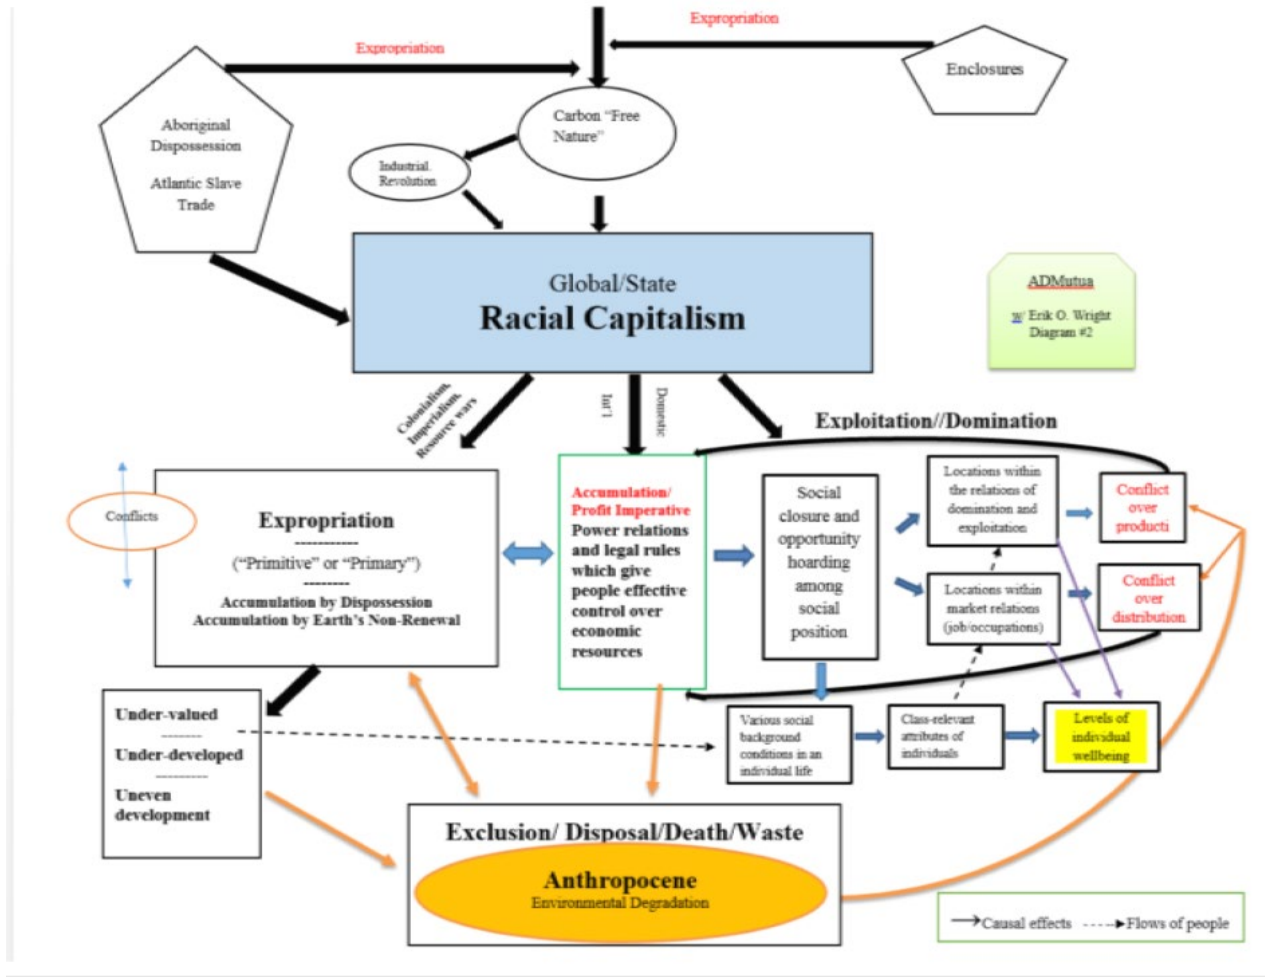 Expropriation
Expropriation
Enclosures
Aboriginal
Dispossession
Atlantic Slave
Trade
Carbon “Free
Nature”
Industrial.
Revolution
Global/State
Racial Capitalism
ADMutua
w/ Erik O. Wright
Diagram #2
Colonialism,
Imperialism,
Resource wars
Int'l
Domestic
Exploitation//Domination
Conflicts
Expropriation
-----------
(“Primitive” or “Primary”)
--------
Accumulation by Dispossession
Accumulation by Earth’s Non-Renewal
Accumulation/
Profit Imperative
Power relations
and legal rules
which give
people effective
control over
economic
resources
Social
closure and
opportunity
hoarding
among
social
position
Locations within
the relations of
domination and
exploitation
Conflict
over
producti
Locations within
market relations
(job/occupations)
Conflict
over
distribution
Under-valued
-------
Under-developed
---------
Uneven
development
Various social
background
conditions in an
individual life
Class-relevant
attributes of
individuals
Levels of
individual
wellbeing
Exclusion/ Disposal/Death/Waste
Anthropocene
Environmental Degradation
Causal effects
Flows of people